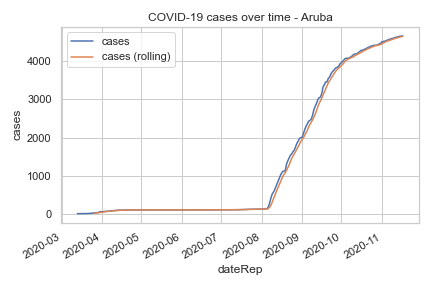 COVID-19 cases over time - Aruba
cases
cases (rolling)
4000
3000
2000
1000
0
cases
2020-03
2020-04
2020-05
2020-06
2020-07
2020-08
2020-09
2020-10
2020-11
dateRep